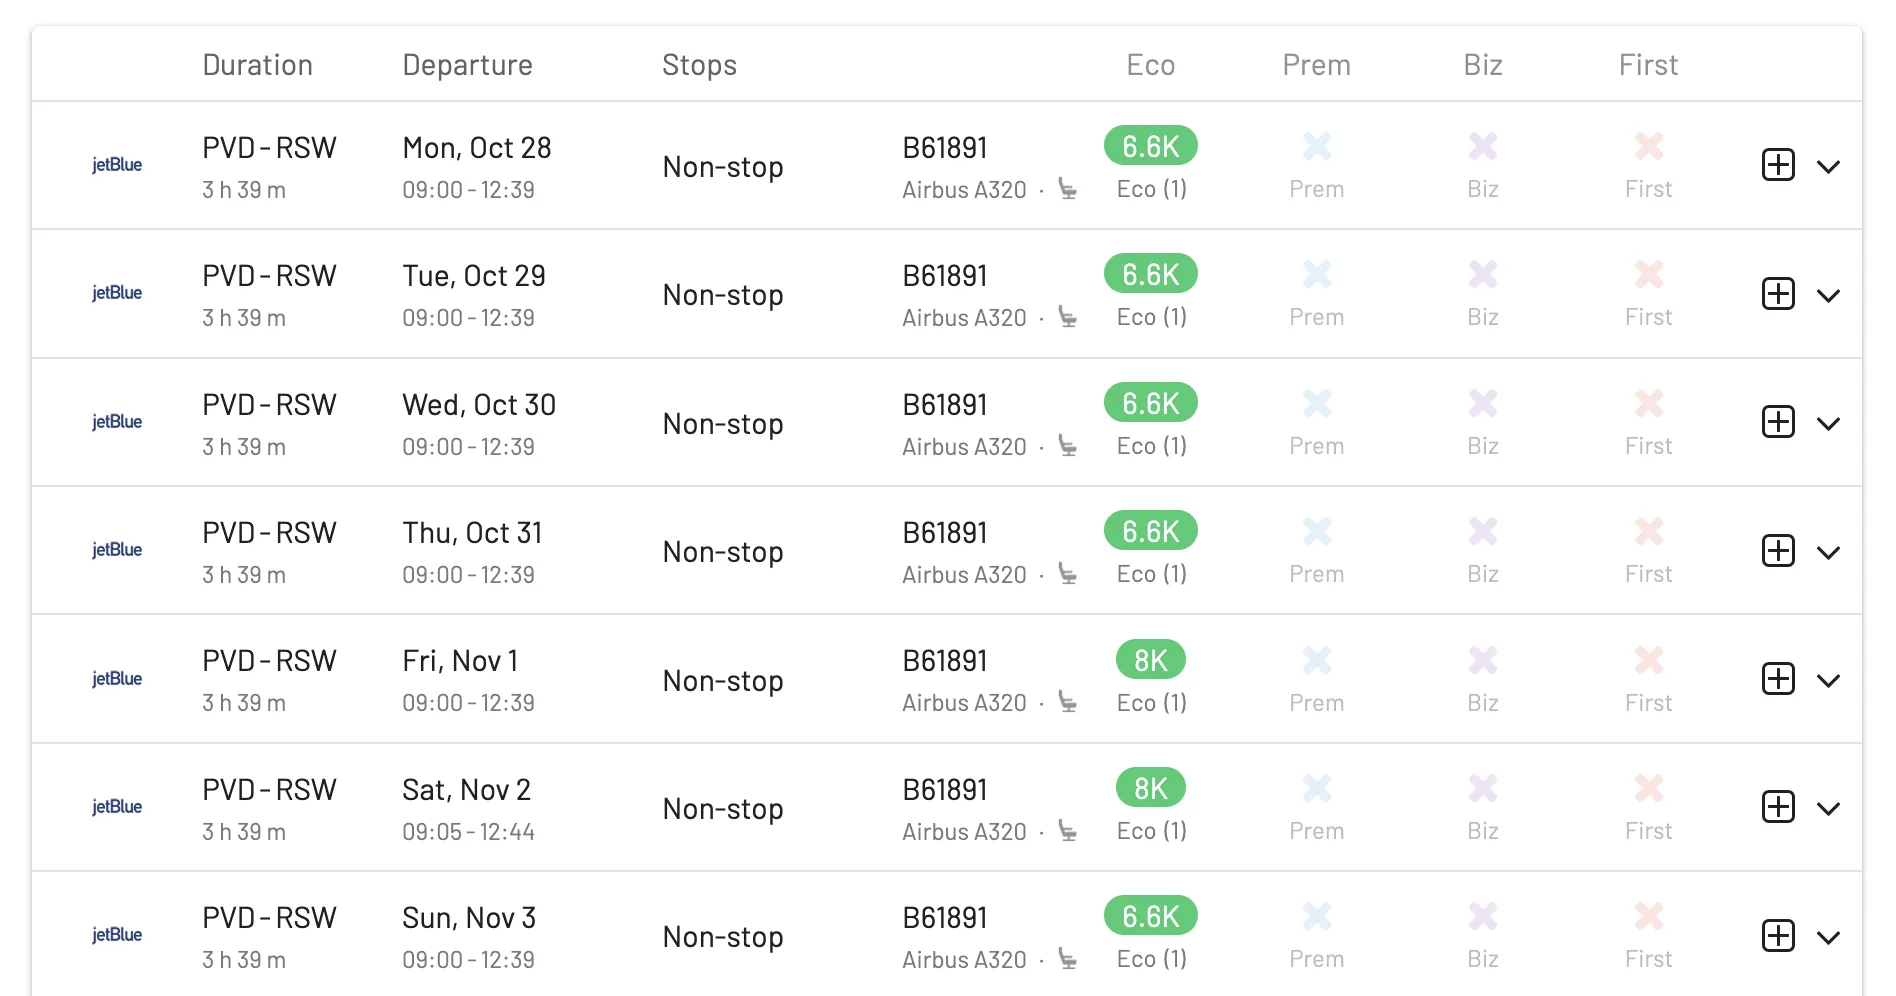 Duration Departure Stops Eco Prem Biz First
jetBlue PVD - RSW Mon, Oct 28 Non-stop B61891 6.6K
3 h 39 m 09:00 - 12:39 Airbus A320 · Eco (1) Prem Biz First
jetBlue PVD - RSW Tue, Oct 29 Non-stop B61891 6.6K
3 h 39 m 09:00 - 12:39 Airbus A320 · Eco (1) Prem Biz First
jetBlue PVD - RSW Wed, Oct 30 Non-stop B61891 6.6K
3 h 39 m 09:00 - 12:39 Airbus A320 · Eco (1) Prem Biz First
jetBlue PVD - RSW Thu, Oct 31 Non-stop B61891 6.6K
3 h 39 m 09:00 - 12:39 Airbus A320 · Eco (1) Prem Biz First
jetBlue PVD - RSW Fri, Nov 1 Non-stop B61891 8K
3 h 39 m 09:00 - 12:39 Airbus A320 · Eco (1) Prem Biz First
jetBlue PVD - RSW Sat, Nov 2 Non-stop B61891 8K
3 h 39 m 09:05 - 12:44 Airbus A320 · Eco (1) Prem Biz First
jetBlue PVD - RSW Sun, Nov 3 Non-stop B61891 6.6K
3 h 39 m 09:00 - 12:39 Airbus A320 · Eco (1) Prem Biz First